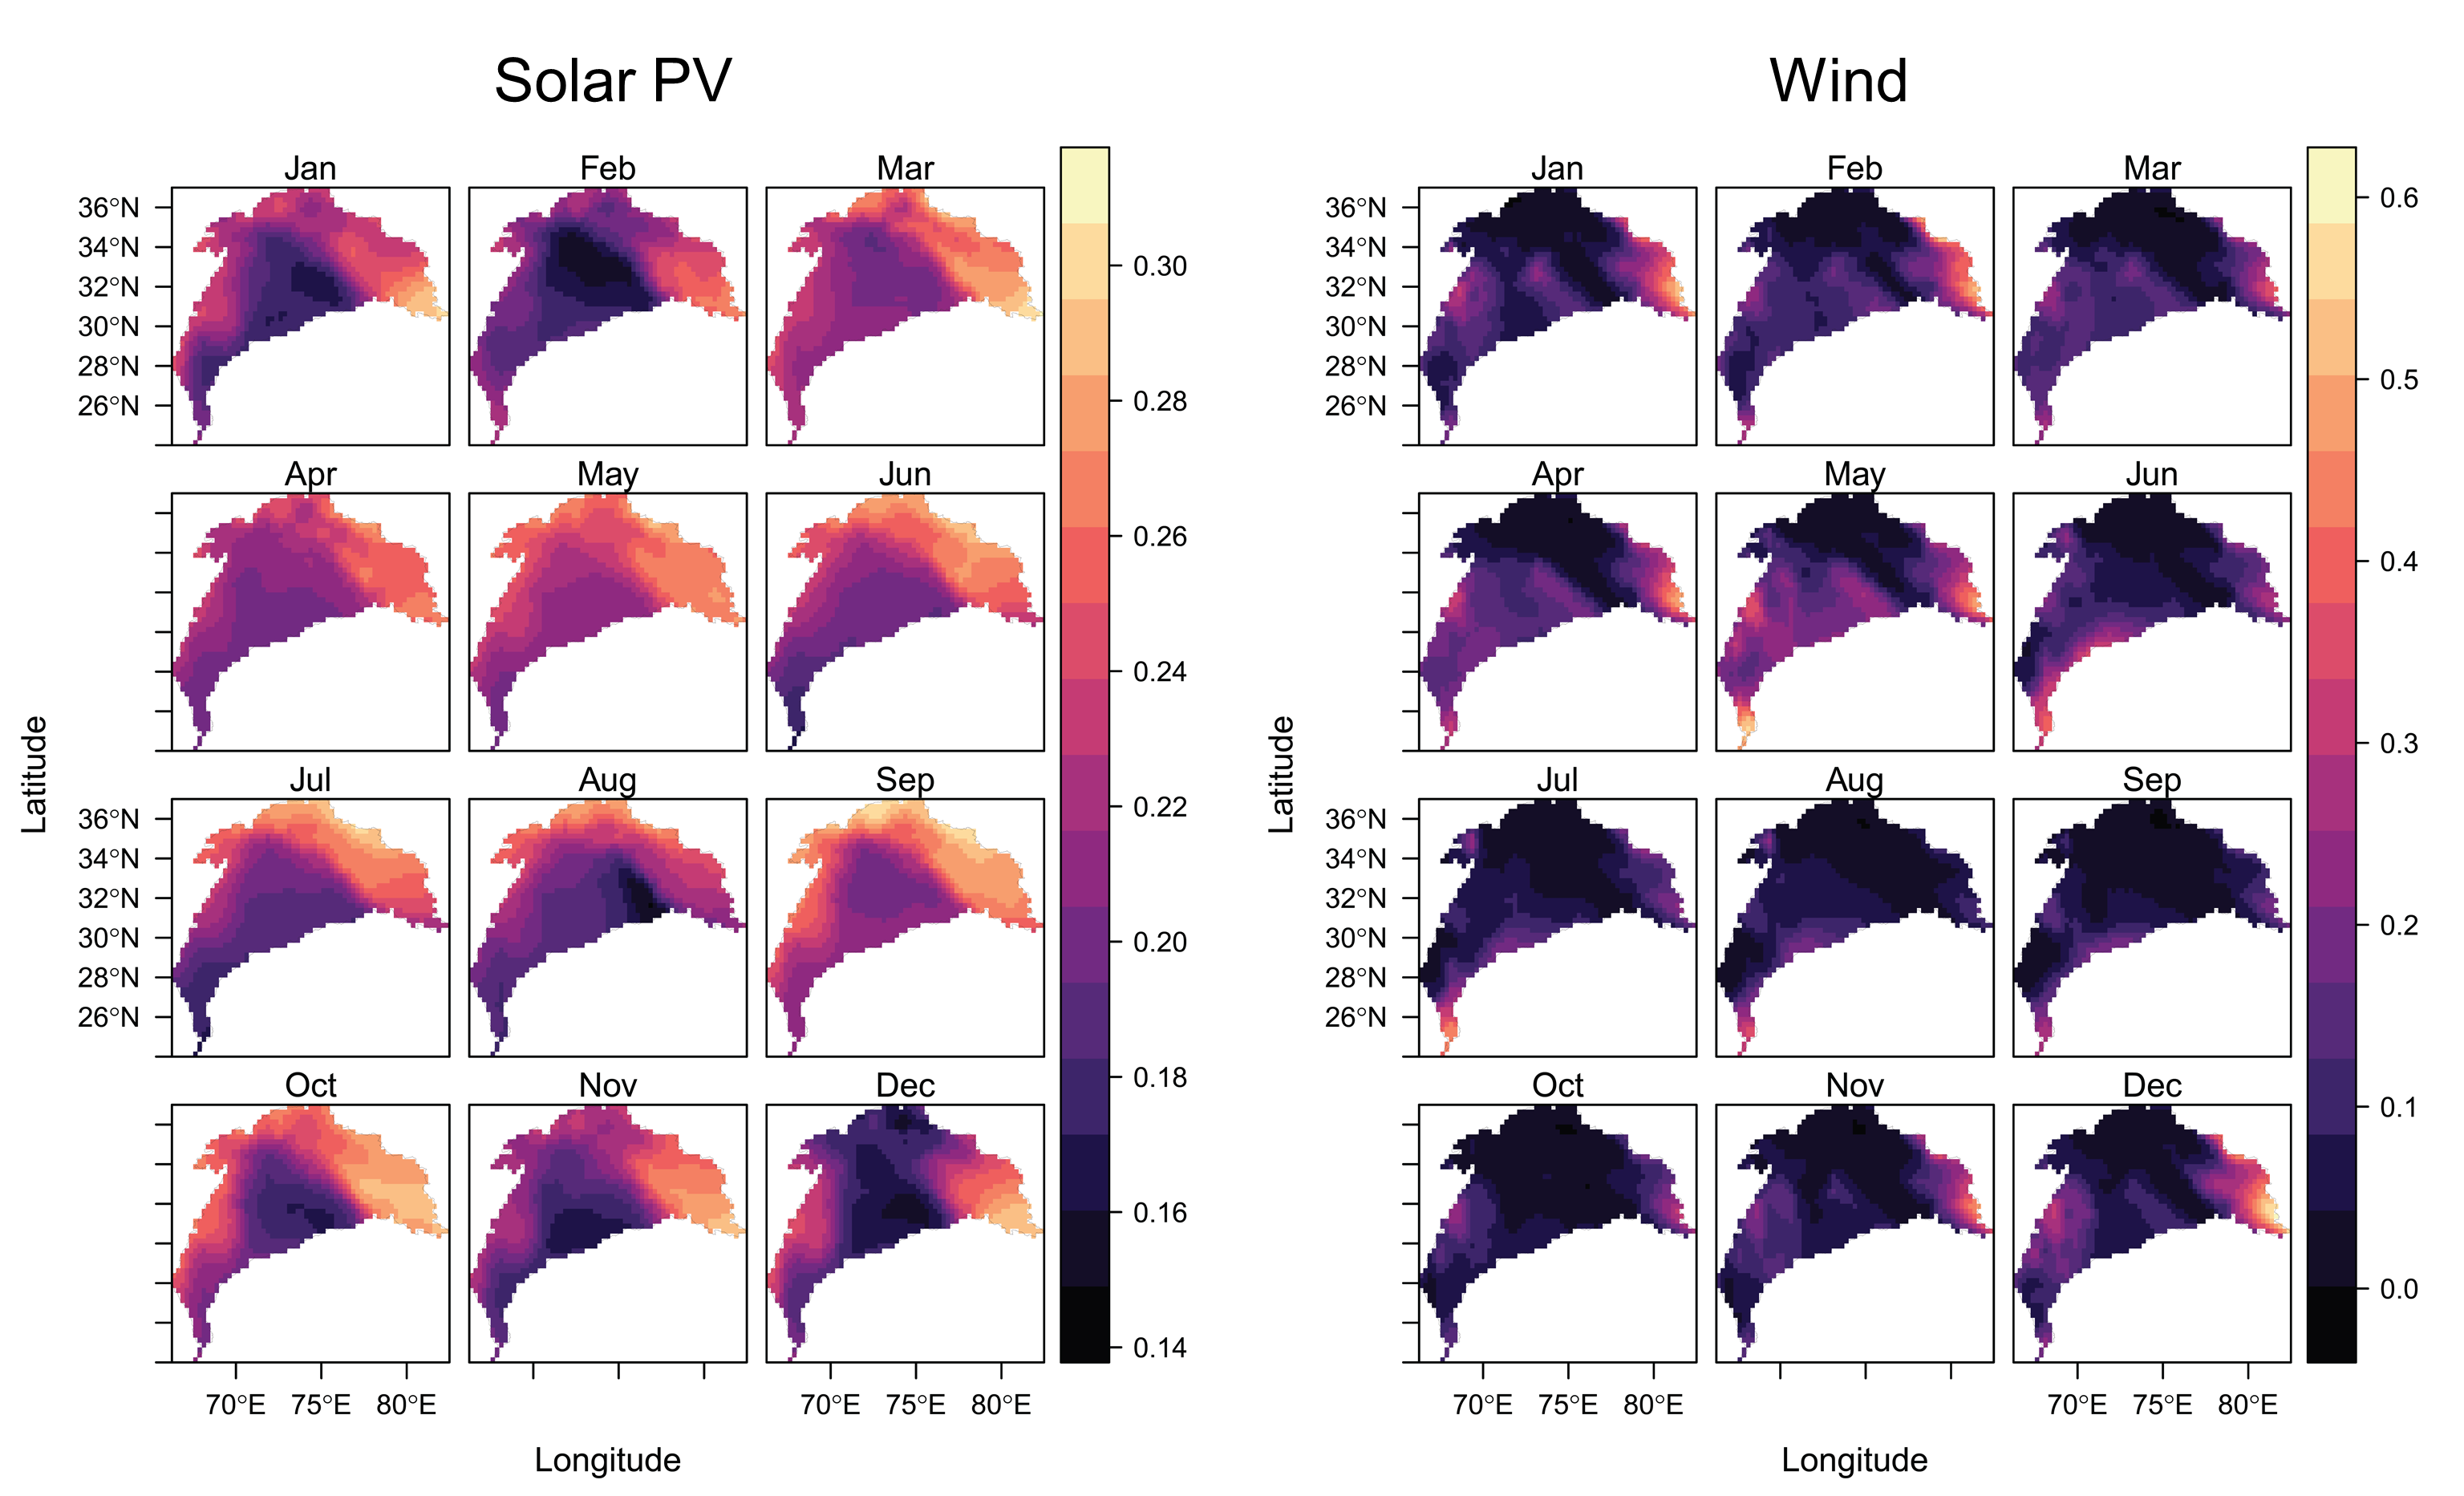 Solar PV
Jan Feb Mar
36°N
34°N
32°N
30°N
28°N
26°N
Apr May Jun
Jul Aug Sep
36°N
34°N
32°N
30°N
28°N
26°N
Oct Nov Dec
70°E 75°E 80°E 70°E 75°E 80°E
Longitude
Latitude
0.30
0.28
0.26
0.24
0.22
0.20
0.18
0.16
0.14
Wind
Jan Feb Mar
36°N
34°N
32°N
30°N
28°N
26°N
Apr May Jun
Jul Aug Sep
36°N
34°N
32°N
30°N
28°N
26°N
Oct Nov Dec
70°E 75°E 80°E 70°E 75°E 80°E
Longitude
Latitude
0.6
0.5
0.4
0.3
0.2
0.1
0.0